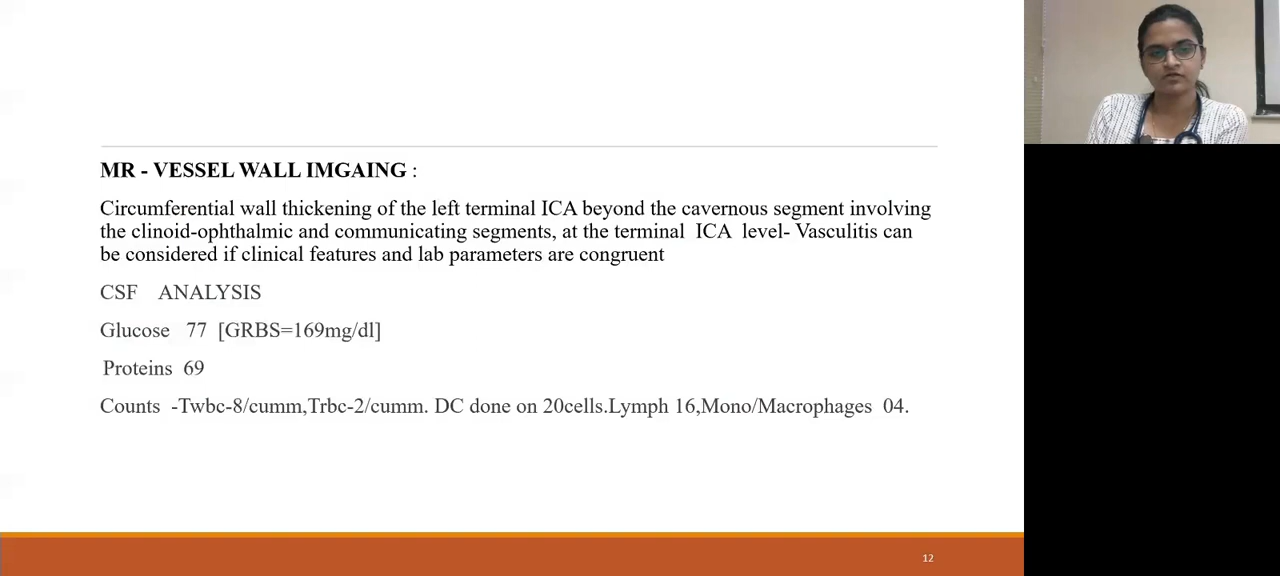 MR - VESSEL WALL IMGAING :
Circumferential wall thickening of the left terminal ICA beyond the cavernous segment involving
the clinoid-ophthalmic and communicating segments, at the terminal ICA level- Vasculitis can
be considered if clinical features and lab parameters are congruent
CSF ANALYSIS
Glucose 77 [GRBS=169mg/dl]
Proteins 69
Counts -Twbc-8/cumm,Trbc-2/cumm. DC done on 20cells.Lymph 16,Mono/Macrophages 04.
12